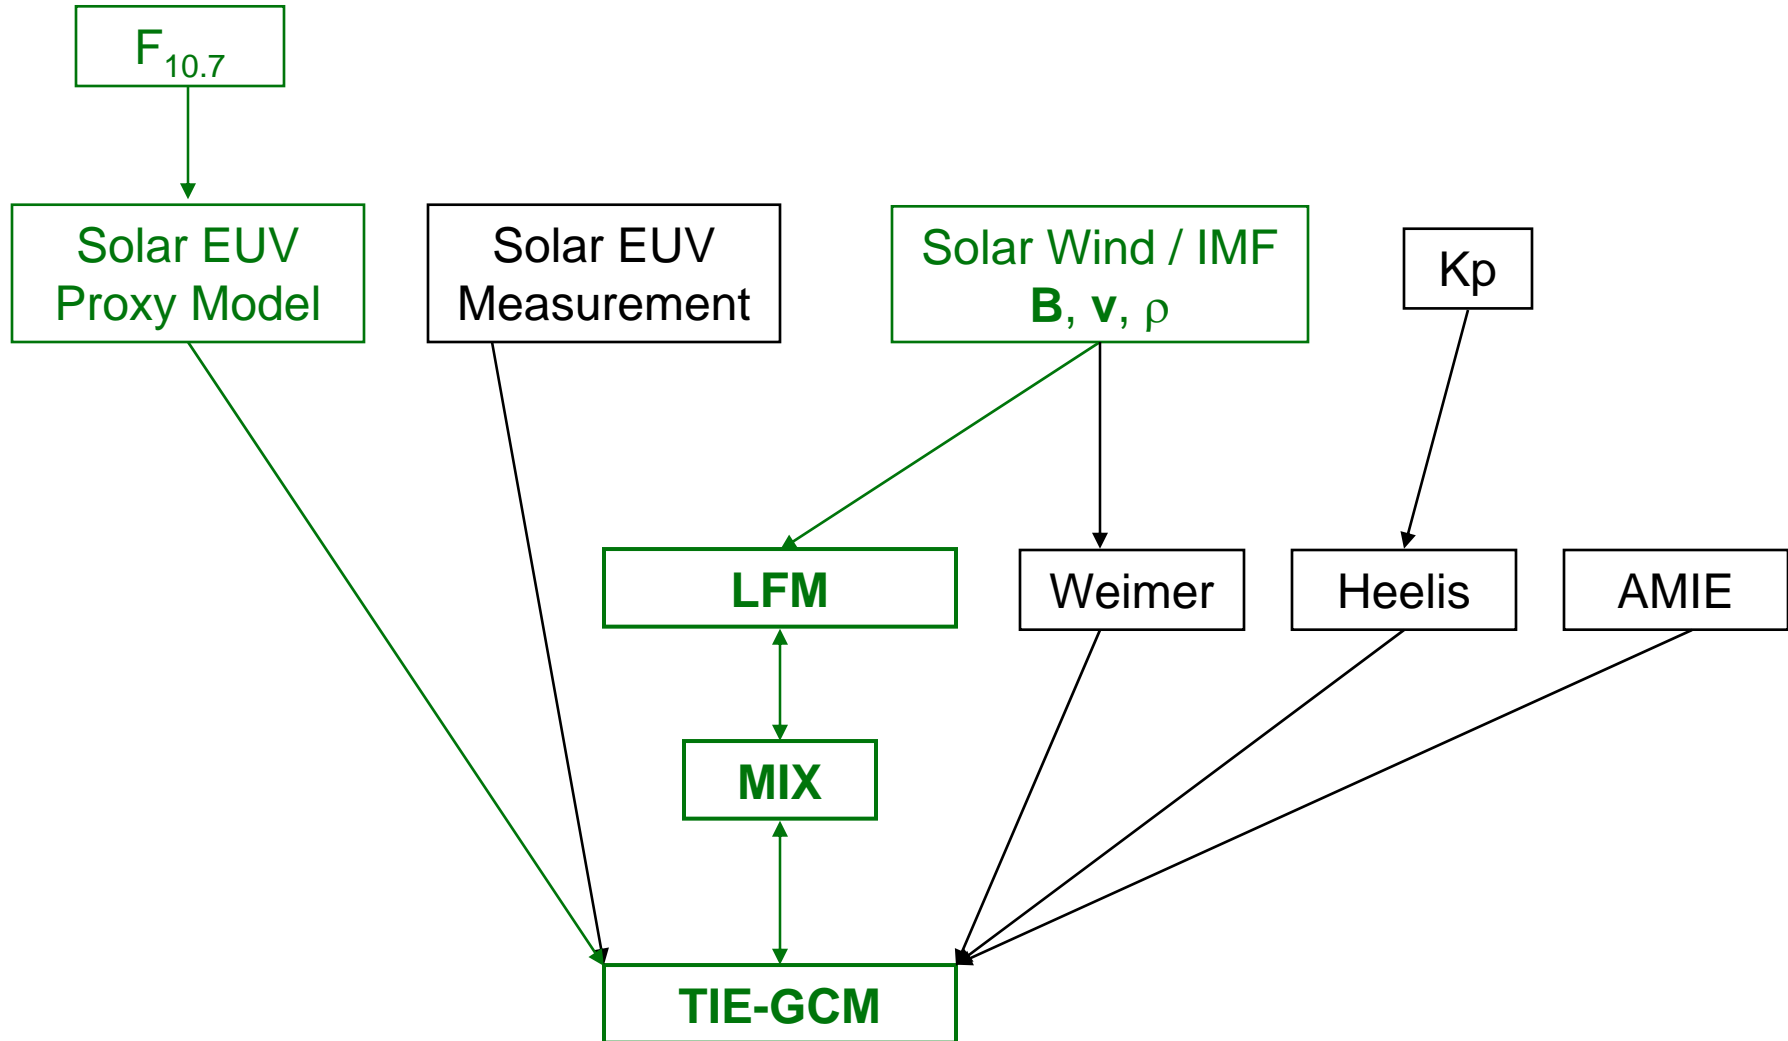 F10.7
Solar EUV
Proxy Model
Solar EUV
Measurement
Solar Wind / IMF
B, v, ρ
Kp
LFM
Weimer
Heelis
AMIE
MIX
TIE-GCM